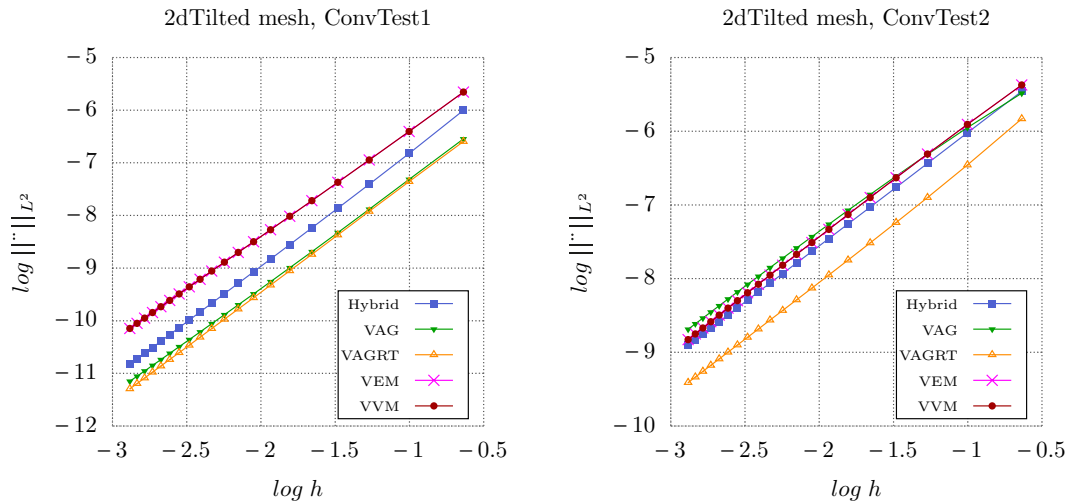 2dTilted mesh, ConvTest1
log ||¨||L²
−5
−6
−7
−8
−9
−10
−11
−12
−3
−2.5
−2
−1.5
−1
−0.5
log h
Hybrid
VAG
VAGRT
VEM
VVM
2dTilted mesh, ConvTest2
log ||¨||L²
−5
−6
−7
−8
−9
−10
−3
−2.5
−2
−1.5
−1
−0.5
log h
Hybrid
VAG
VAGRT
VEM
VVM